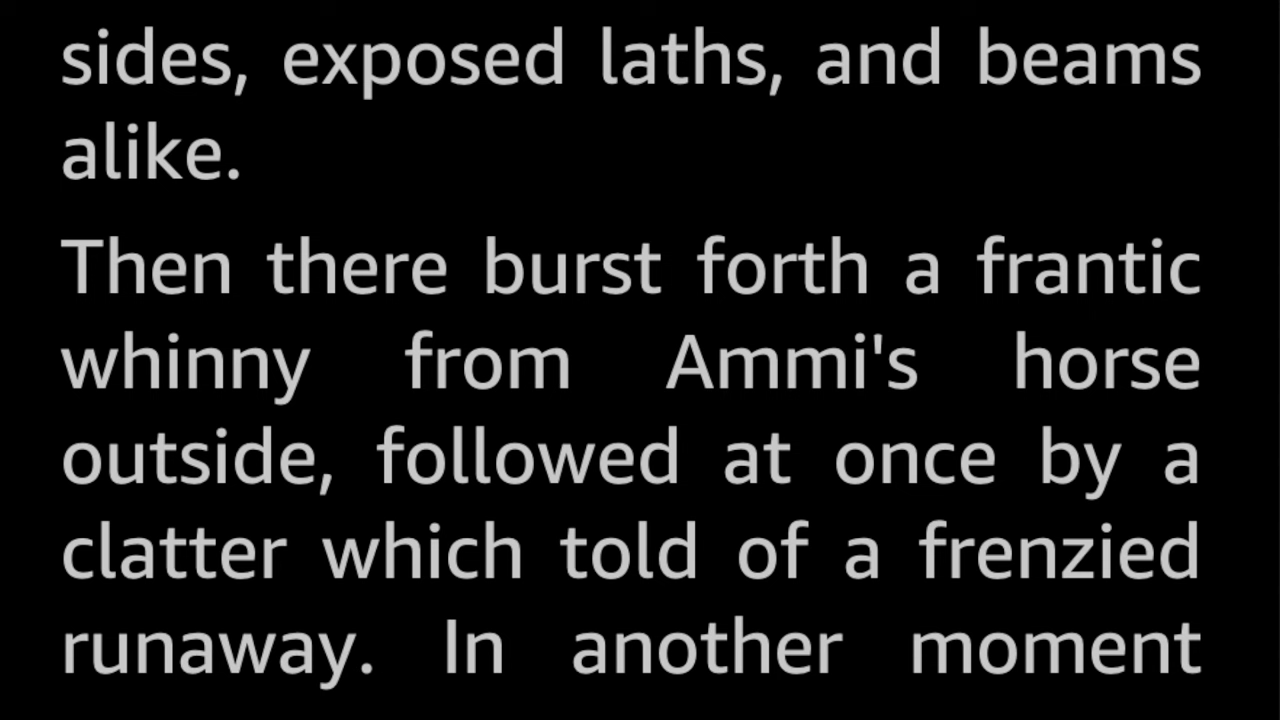 sides, exposed laths, and beams
alike.
Then there burst forth a frantic
whinny from Ammi's horse
outside, followed at once by a
clatter which told of a frenzied
runaway. In another moment